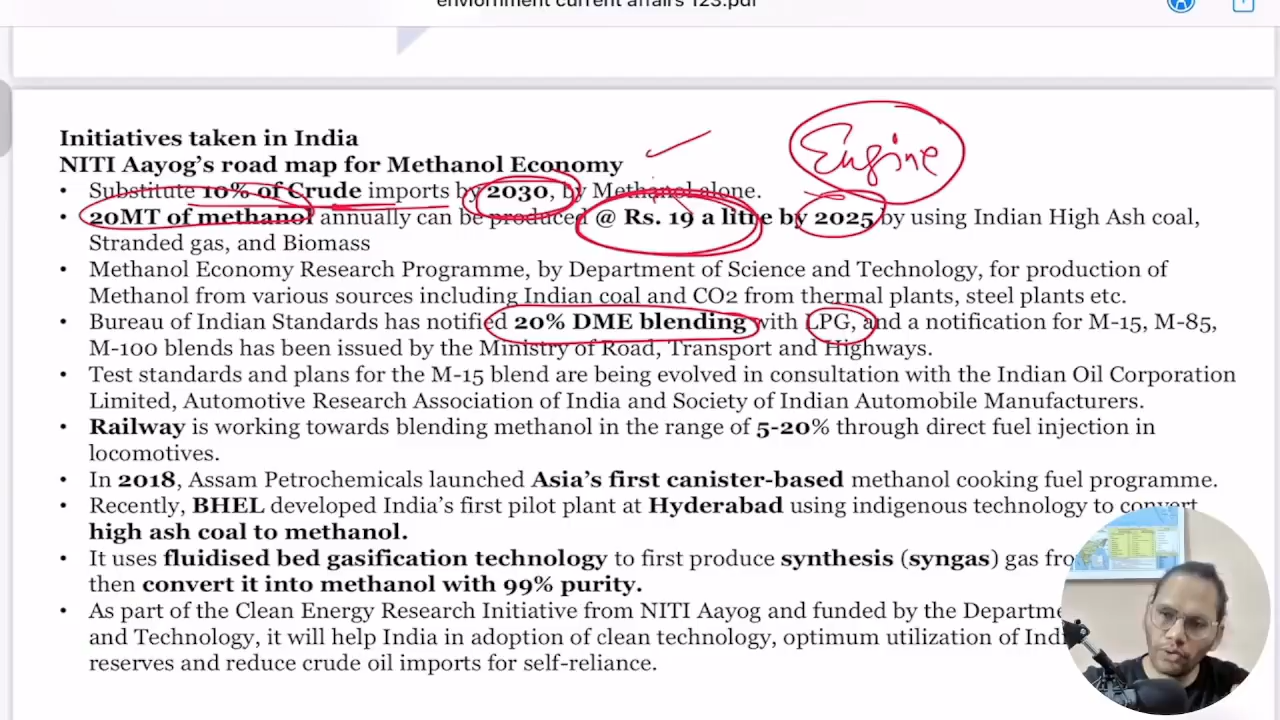 enviornment current affairs 123.pdf
Engine
Initiatives taken in India
NITI Aayog's road map for Methanol Economy
• Substitute 10% of Crude imports by 2030, by Methanol alone.
• 20MT of methanol annually can be produced @ Rs. 19 a litre by 2025 by using Indian High Ash coal,
Stranded gas, and Biomass
• Methanol Economy Research Programme, by Department of Science and Technology, for production of
Methanol from various sources including Indian coal and CO2 from thermal plants, steel plants etc.
• Bureau of Indian Standards has notified 20% DME blending with LPG, and a notification for M-15, M-85,
M-100 blends has been issued by the Ministry of Road, Transport and Highways.
• Test standards and plans for the M-15 blend are being evolved in consultation with the Indian Oil Corporation
Limited, Automotive Research Association of India and Society of Indian Automobile Manufacturers.
• Railway is working towards blending methanol in the range of 5-20% through direct fuel injection in
locomotives.
• In 2018, Assam Petrochemicals launched Asia's first canister-based methanol cooking fuel programme.
• Recently, BHEL developed India's first pilot plant at Hyderabad using indigenous technology to convert
high ash coal to methanol.
• It uses fluidised bed gasification technology to first produce synthesis (syngas) gas
then convert it into methanol with 99% purity.
• As part of the Clean Energy Research Initiative from NITI Aayog and funded by the
and Technology, it will help India in adoption of clean technology, optimum utilization of
reserves and reduce crude oil imports for self-reliance.